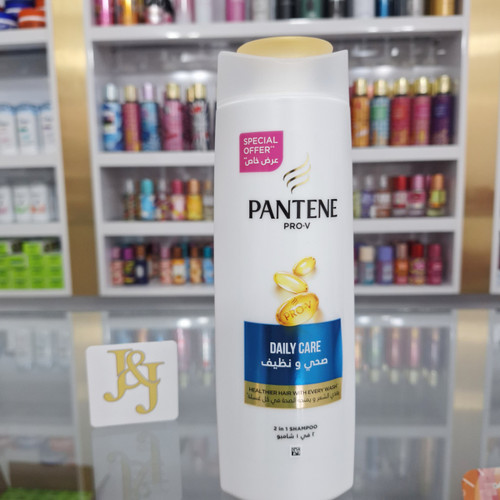 SPECIAL
OFFER
عرض خاص
PANTENE
PRO-V
PRO-V
DAILY CARE
صحي و نظيف
HEALTHIER HAIR WITH EVERY WASH
2 in 1 SHAMPOO
J&J